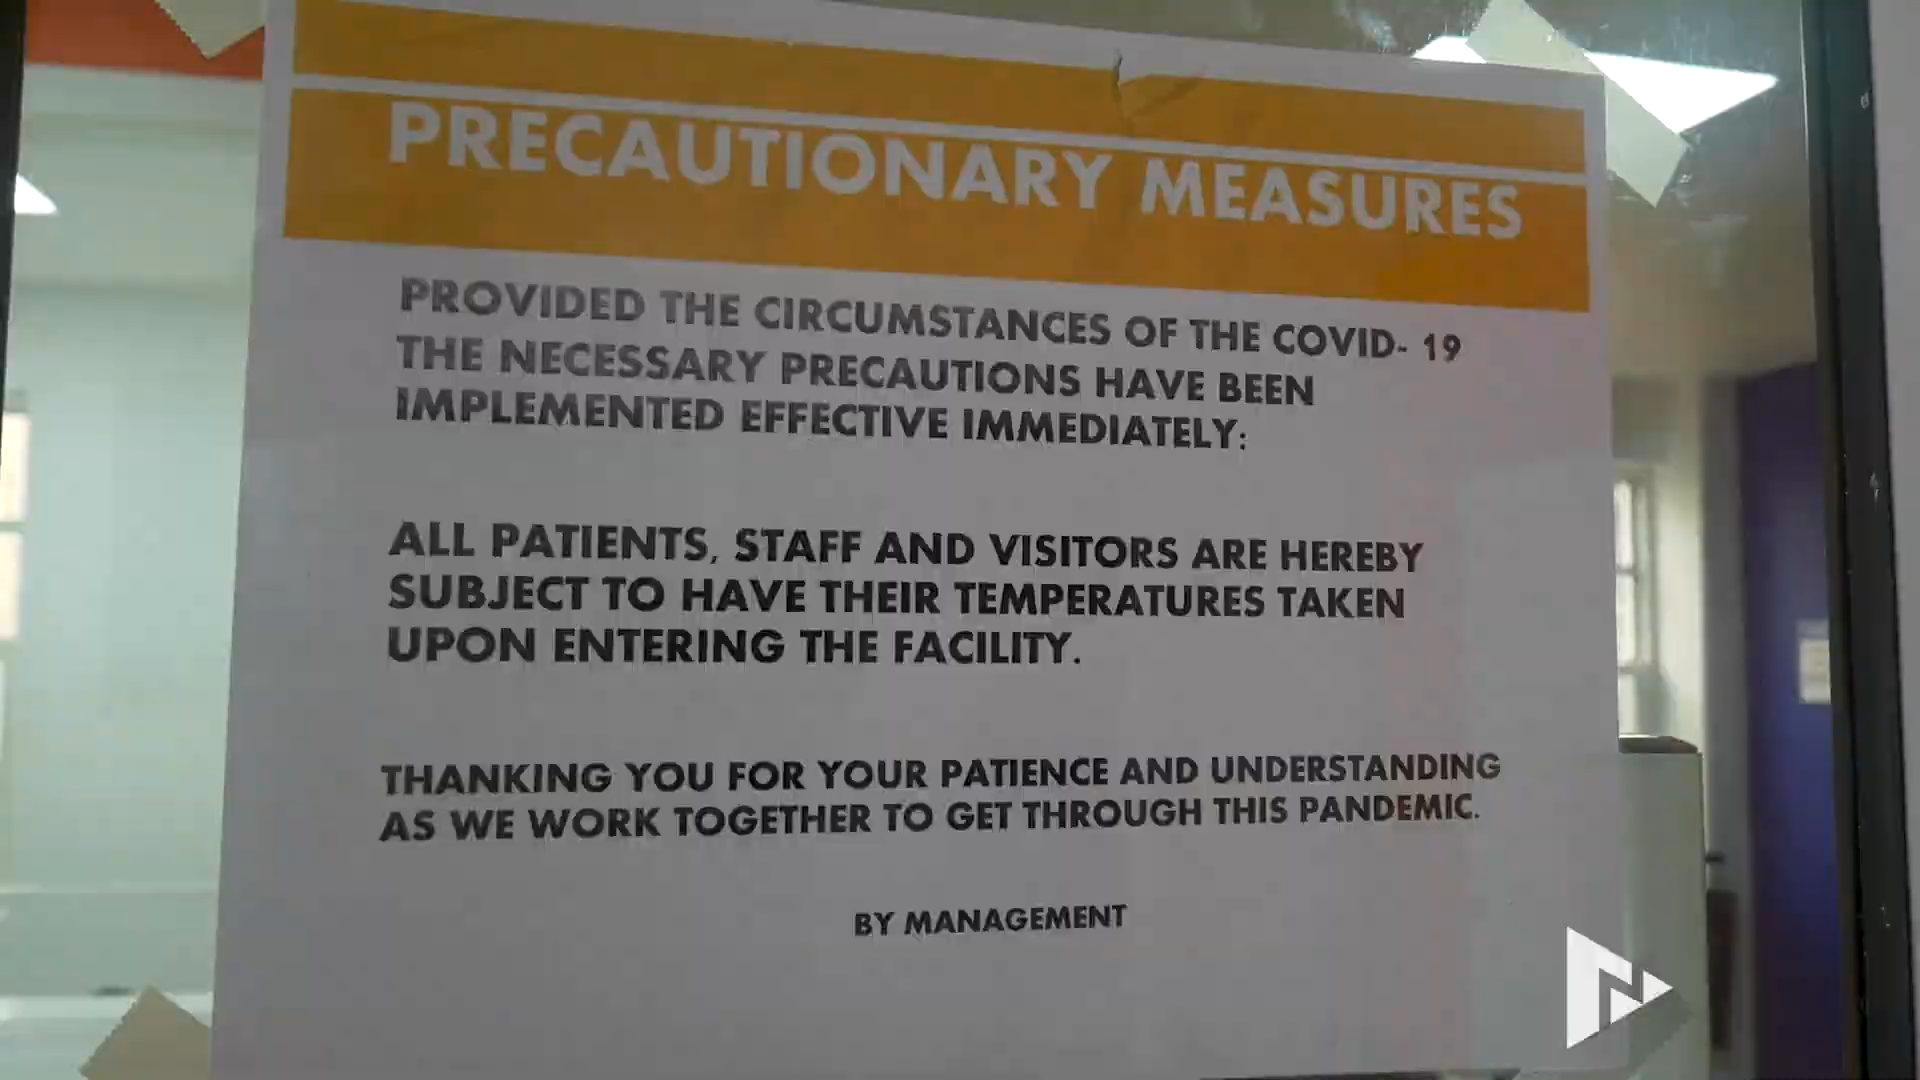 PRECAUTIONARY MEASURES
PROVIDED THE CIRCUMSTANCES OF THE COVID- 19
THE NECESSARY PRECAUTIONS HAVE BEEN
IMPLEMENTED EFFECTIVE IMMEDIATELY:
ALL PATIENTS, STAFF AND VISITORS ARE HEREBY
SUBJECT TO HAVE THEIR TEMPERATURES TAKEN
UPON ENTERING THE FACILITY.
THANKING YOU FOR YOUR PATIENCE AND UNDERSTANDING
AS WE WORK TOGETHER TO GET THROUGH THIS PANDEMIC.
BY MANAGEMENT